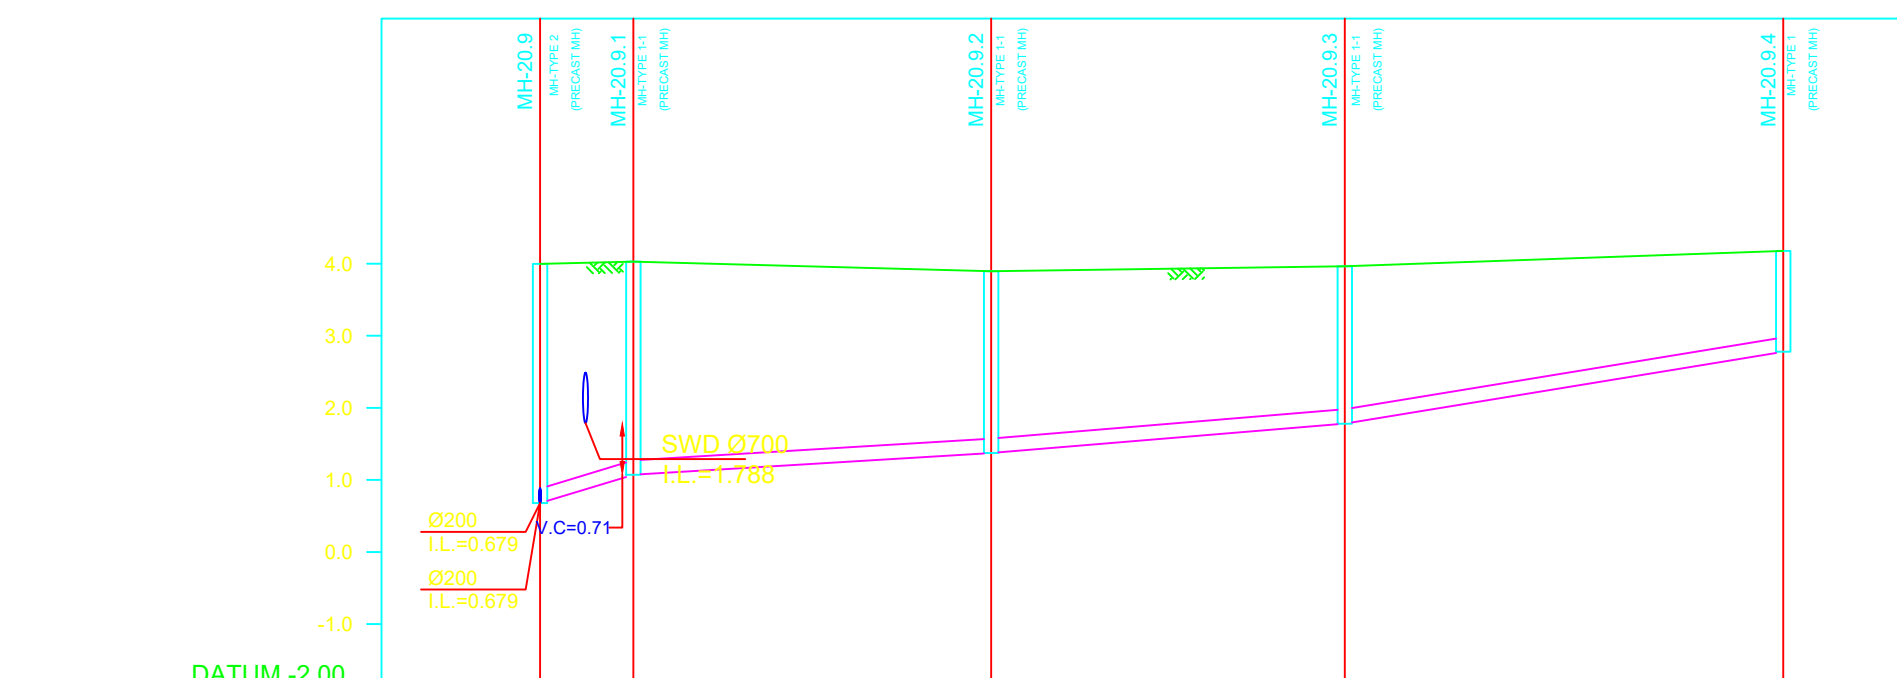 MH-20.9
MH-TYPE 2
(PRECAST MH)
MH-20.9.1
MH-TYPE 1-1
(PRECAST MH)
MH-20.9.2
MH-TYPE 1-1
(PRECAST MH)
MH-20.9.3
MH-TYPE 1-1
(PRECAST MH)
MH-20.9.4
MH-TYPE 1
(PRECAST MH)
4.0
3.0
2.0
1.0
0.0
-1.0
SWD Ø700
I.L.=1.788
V.C=0.71
Ø200
I.L.=0.679
Ø200
I.L.=0.679
DATUM -2.00